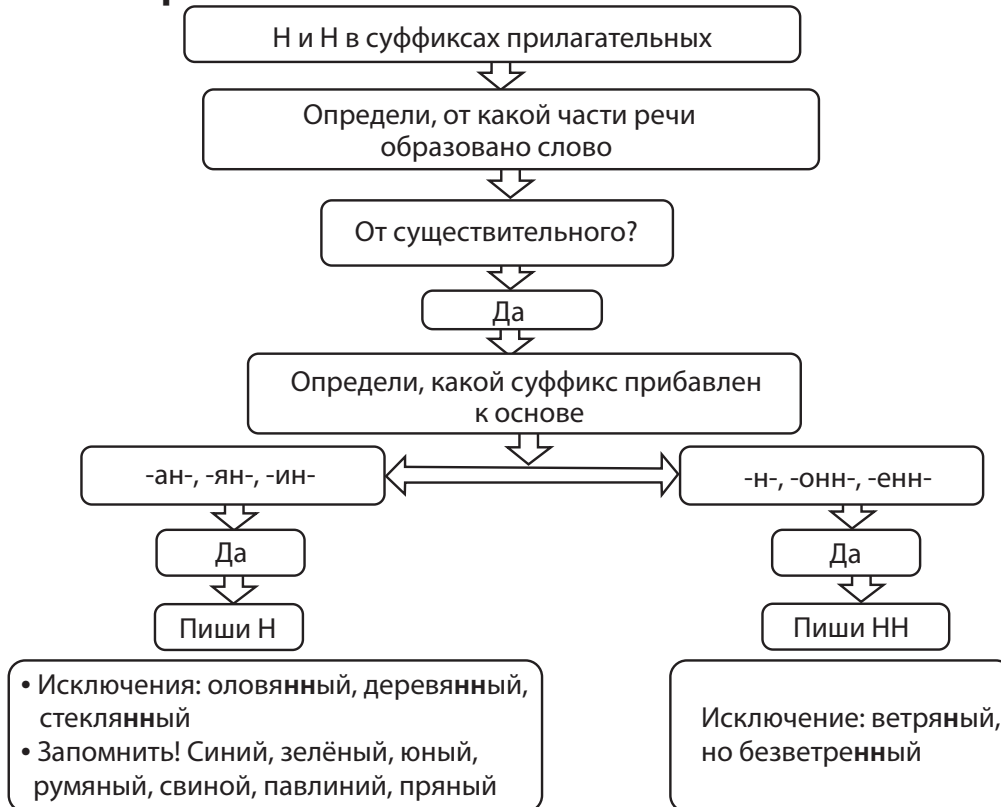 Н и Н в суффиксах прилагательных
Определи, от какой части речи
образовано слово
От существительного?
Да
Определи, какой суффикс прибавлен
к основе
-ан-, -ян-, -ин-
-н-, -онн-, -енн-
Да
Да
Пиши Н
Пиши НН
• Исключения: оловянный, деревянный,
стеклянный
• Запомнить! Синий, зелёный, юный,
румяный, свиной, павлиний, пряный
Исключение: ветряный,
но безветренный